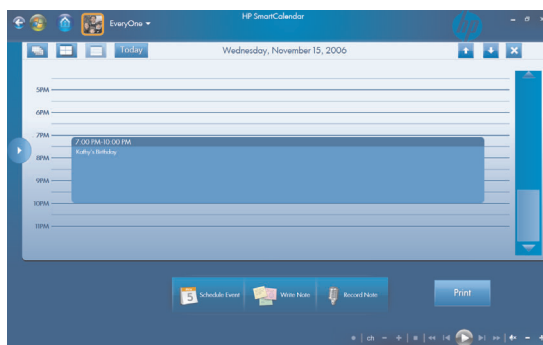 HP SmartCalendar
EveryOne
Today
Wednesday, November 15, 2006
5PM
6PM
7PM
7:00 PM-10:00 PM
Kathy's Birthday
8PM
9PM
10PM
11PM
5
Schedule Event
Write Note
Record Note
Print
ch